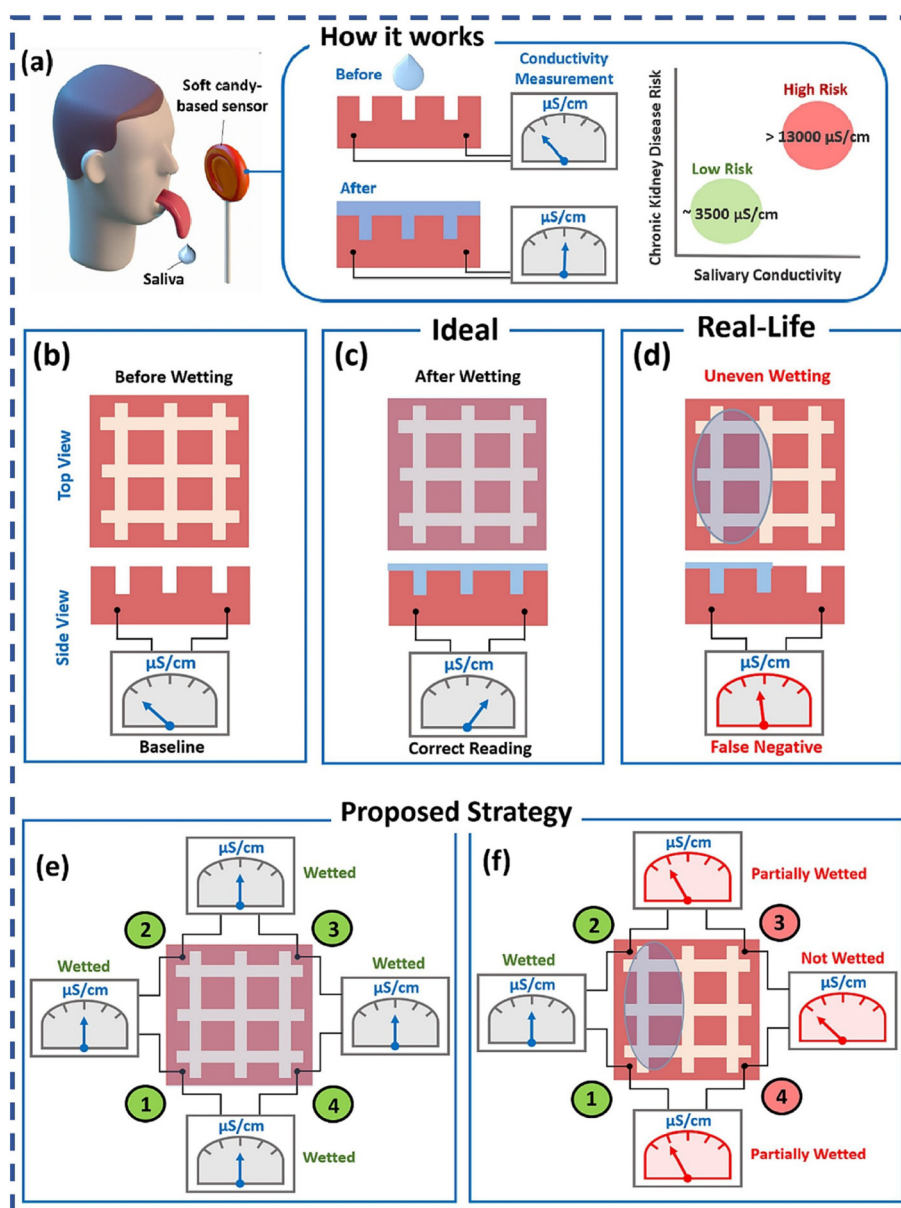 How it works
(a)
Soft candy-
based sensor
Saliva
Before
Conductivity
Measurement
µS/cm
After
µS/cm
Chronic Kidney Disease Risk
High Risk
> 13000 µS/cm
Low Risk
~ 3500 µS/cm
Salivary Conductivity
(b)
Before Wetting
Top View
Side View
µS/cm
Baseline
Ideal
(c)
After Wetting
µS/cm
Correct Reading
Real-Life
(d)
Uneven Wetting
µS/cm
False Negative
Proposed Strategy
(e)
µS/cm
Wetted
2
3
Wetted
µS/cm
Wetted
µS/cm
1
4
µS/cm
Wetted
(f)
µS/cm
Partially Wetted
2
3
Wetted
µS/cm
Not Wetted
µS/cm
1
4
µS/cm
Partially Wetted